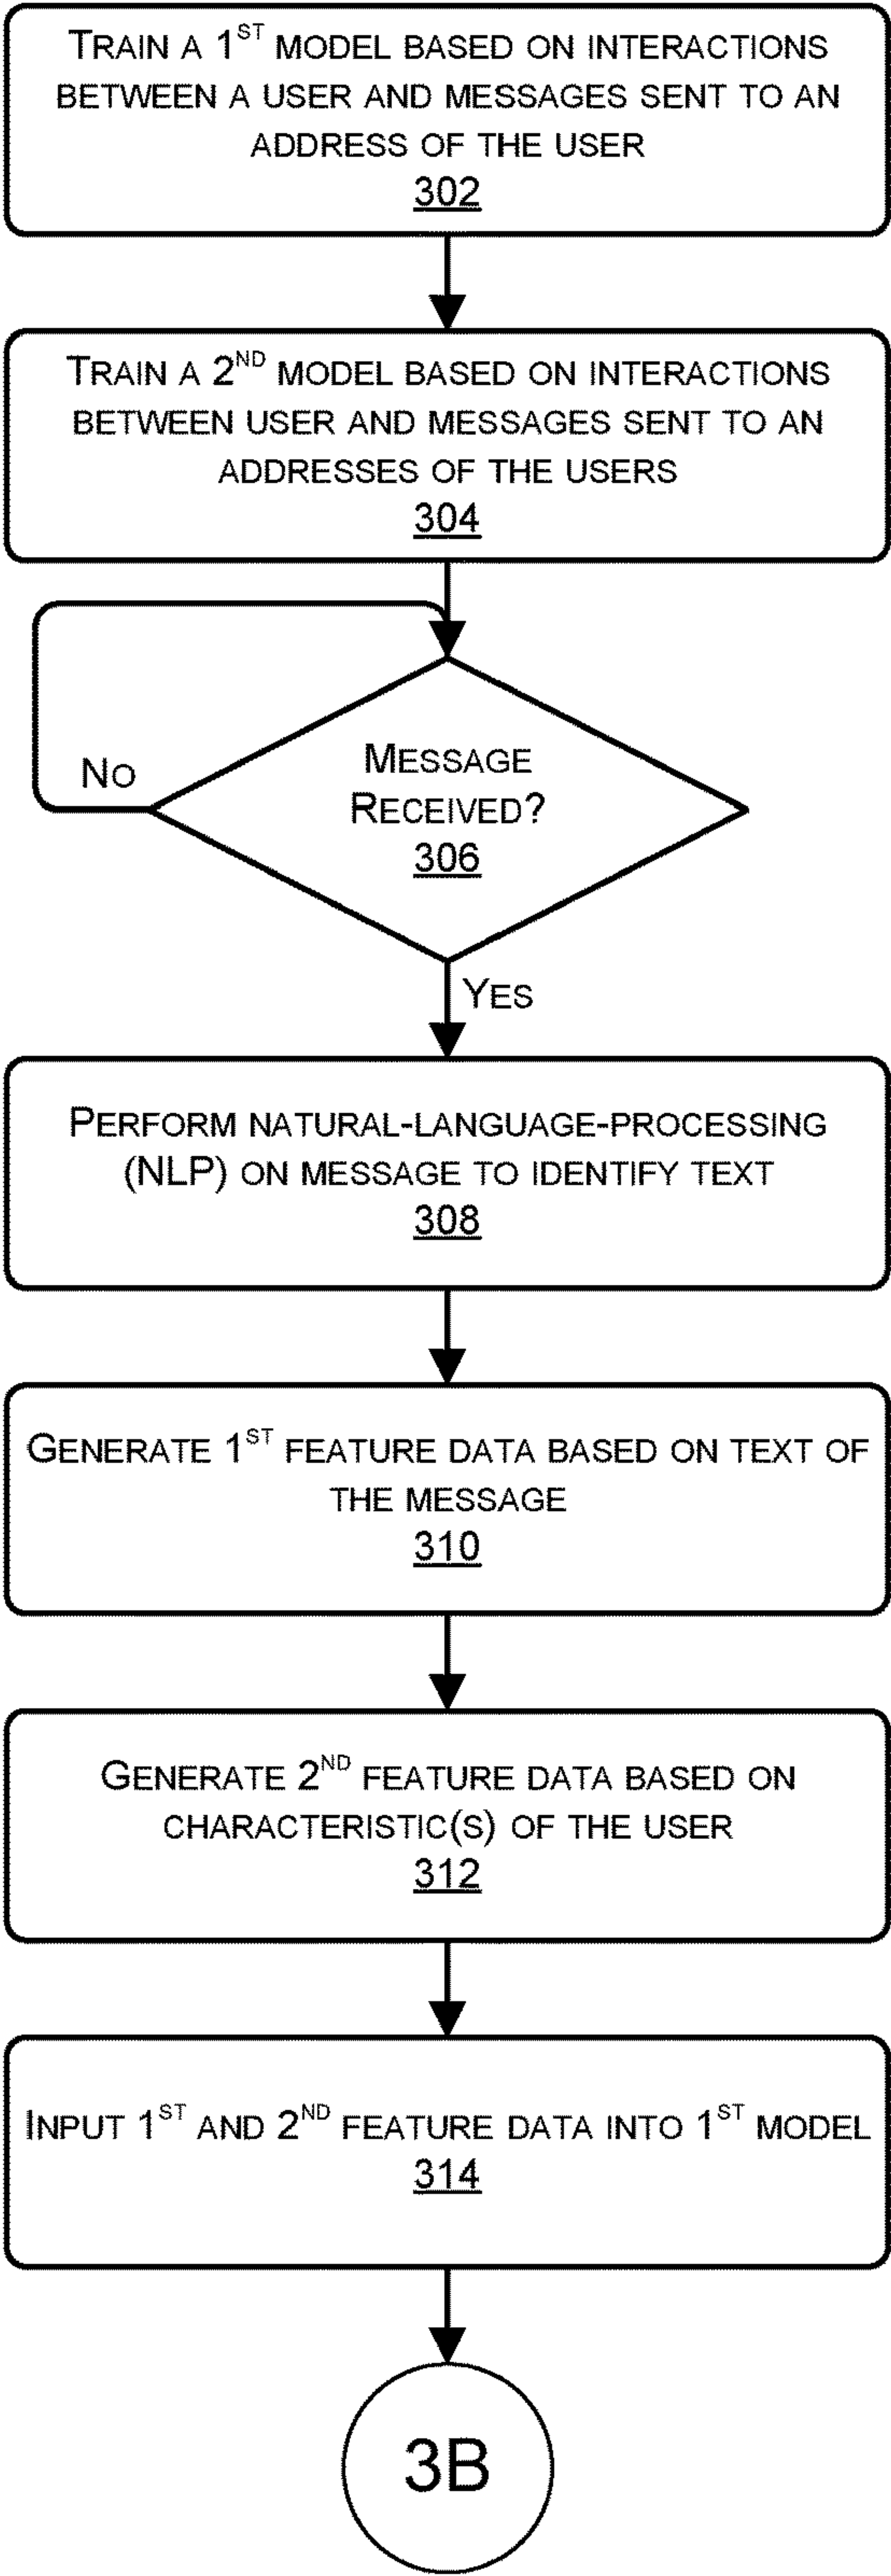 TRAIN A 1ST MODEL BASED ON INTERACTIONS
BETWEEN A USER AND MESSAGES SENT TO AN
ADDRESS OF THE USER
302
TRAIN A 2ND MODEL BASED ON INTERACTIONS
BETWEEN USER AND MESSAGES SENT TO AN
ADDRESSES OF THE USERS
304
MESSAGE
RECEIVED?
306
NO
YES
PERFORM NATURAL-LANGUAGE-PROCESSING
(NLP) ON MESSAGE TO IDENTIFY TEXT
308
GENERATE 1ST FEATURE DATA BASED ON TEXT OF
THE MESSAGE
310
GENERATE 2ND FEATURE DATA BASED ON
CHARACTERISTIC(S) OF THE USER
312
INPUT 1ST AND 2ND FEATURE DATA INTO 1ST MODEL
314
3B